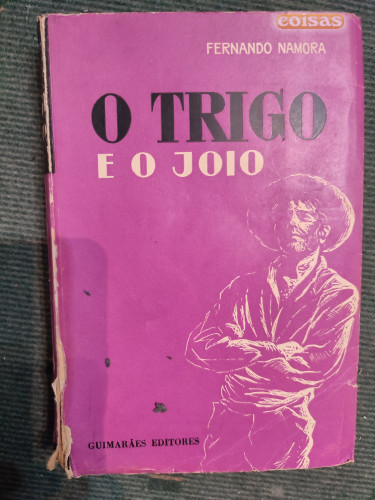 coisas
FERNANDO NAMORA
O TRIGO
E O JOIO
GUIMARÃES EDITORES